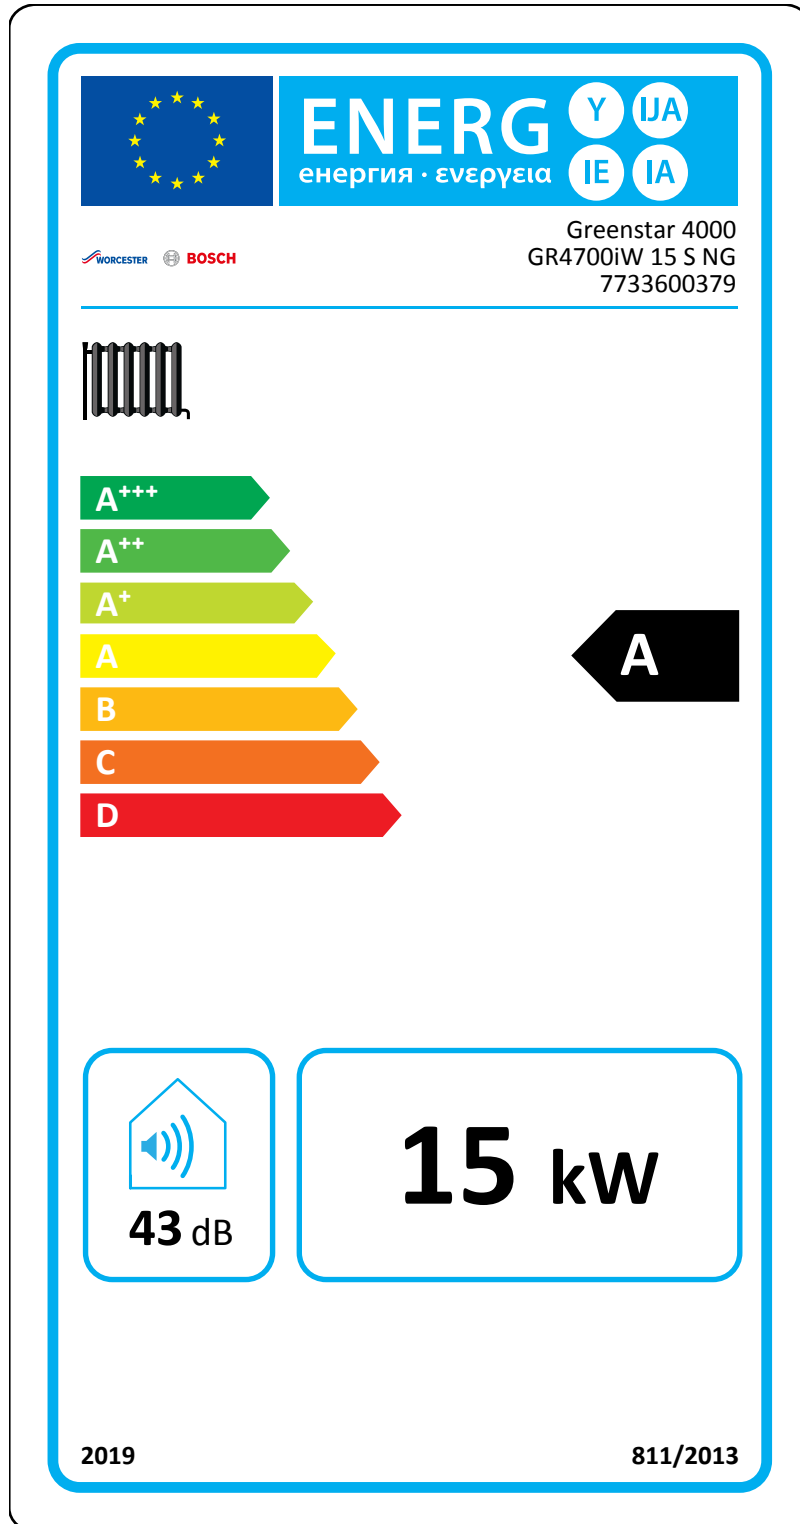 ENERG
енергия · ενεργεια
Y IJA
IE IA
WORCESTER BOSCH
Greenstar 4000
GR4700iW 15 S NG
7733600379
A+++
A++
A+
A
B
C
D
A
43 dB
15 kW
2019 811/2013